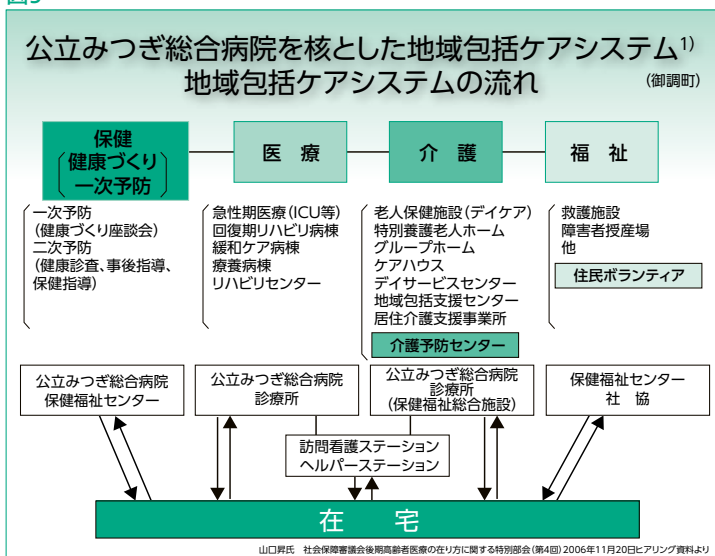 図9
公立みつぎ総合病院を核とした地域包括ケアシステム1)
地域包括ケアシステムの流れ
(御調町)
保健
(健康づくり
一次予防)
医 療
介 護
福 祉
一次予防
(健康づくり座談会)
二次予防
(健康診査、事後指導、
保健指導)
急性期医療(ICU等)
回復期リハビリ病棟
緩和ケア病棟
療養病棟
リハビリセンター
老人保健施設(デイケア)
特別養護老人ホーム
グループホーム
ケアハウス
デイサービスセンター
地域包括支援センター
居住介護支援事業所
介護予防センター
救護施設
障害者授産場
他
住民ボランティア
公立みつぎ総合病院
保健福祉センター
公立みつぎ総合病院
診療所
公立みつぎ総合病院
診療所
(保健福祉総合施設)
保健福祉センター
社 協
訪問看護ステーション
ヘルパーステーション
在 宅
山口昇氏 社会保障審議会後期高齢者医療の在り方に関する特別部会(第4回)2006年11月20日ヒアリング資料より